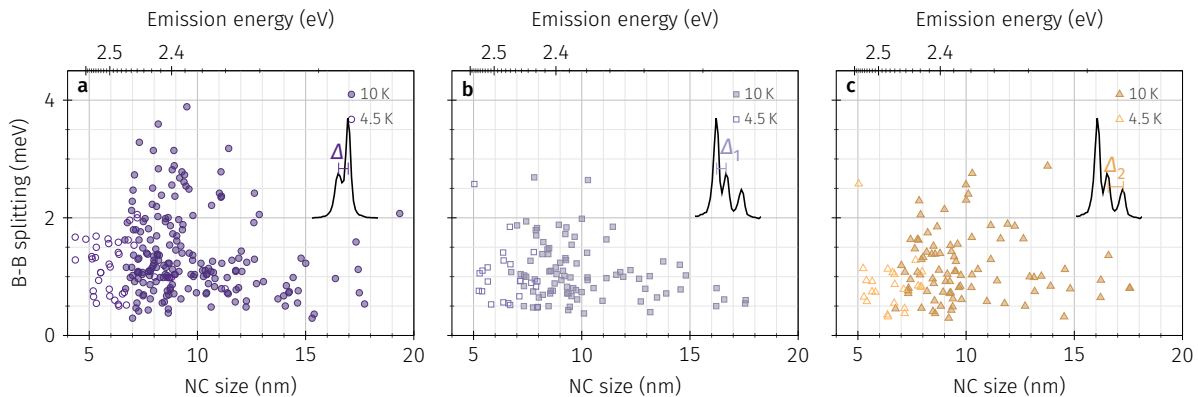 Emission energy (eV) Emission energy (eV) Emission energy (eV)
2.5 2.4 2.5 2.4 2.5 2.4
a 10 K b 10 K c 10 K
4.5 K 4.5 K 4.5 K
Δ Δ1 Δ2
B-B splitting (meV)
4
2
0
5 10 15 20 5 10 15 20 5 10 15 20
NC size (nm) NC size (nm) NC size (nm)